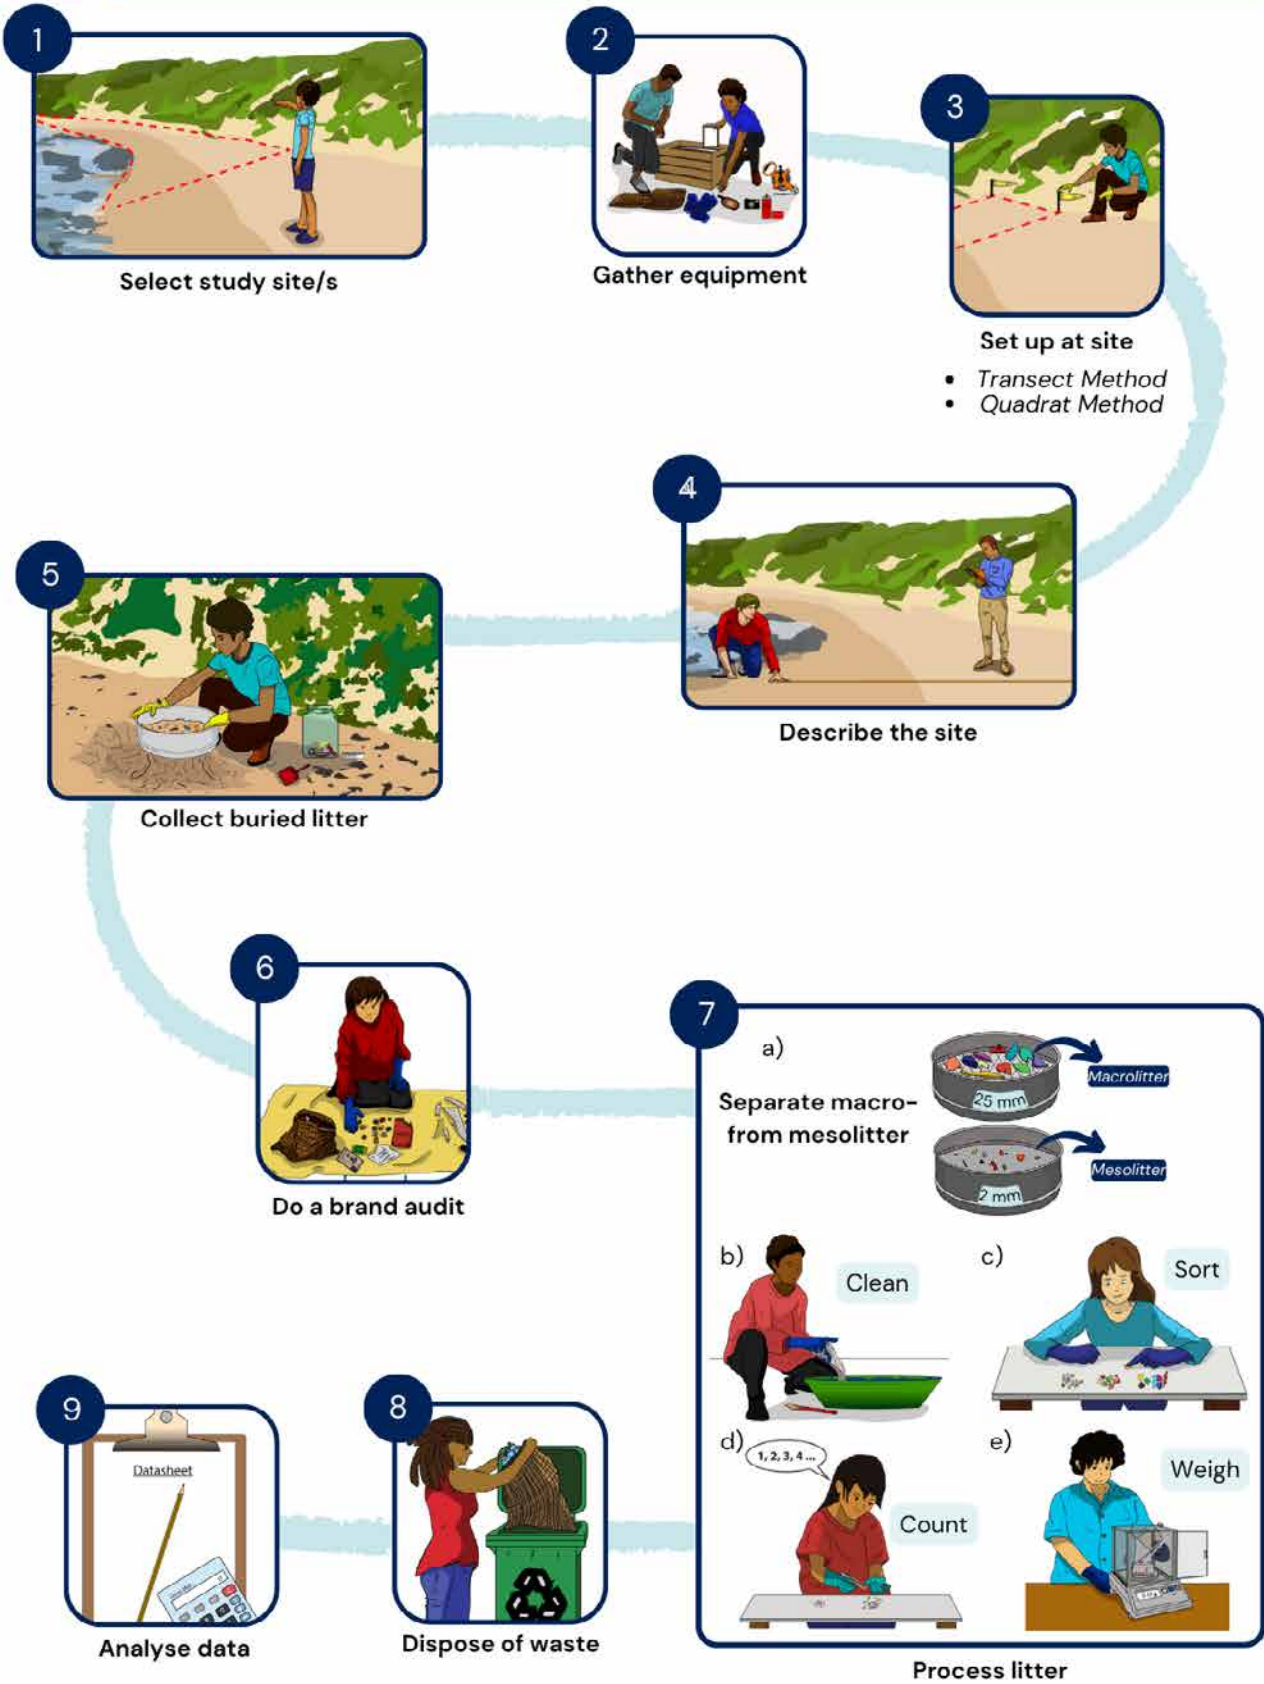 1
Select study site/s
2
Gather equipment
3
Set up at site
• Transect Method
• Quadrat Method
4
Describe the site
5
Collect buried litter
6
Do a brand audit
7
a)
Separate macro-
from mesolitter
25 mm
Macrolitter
2 mm
Mesolitter
b)
Clean
c)
Sort
d)
1, 2, 3, 4 ...
Count
e)
Weigh
Process litter
8
Dispose of waste
9
Datasheet
Analyse data